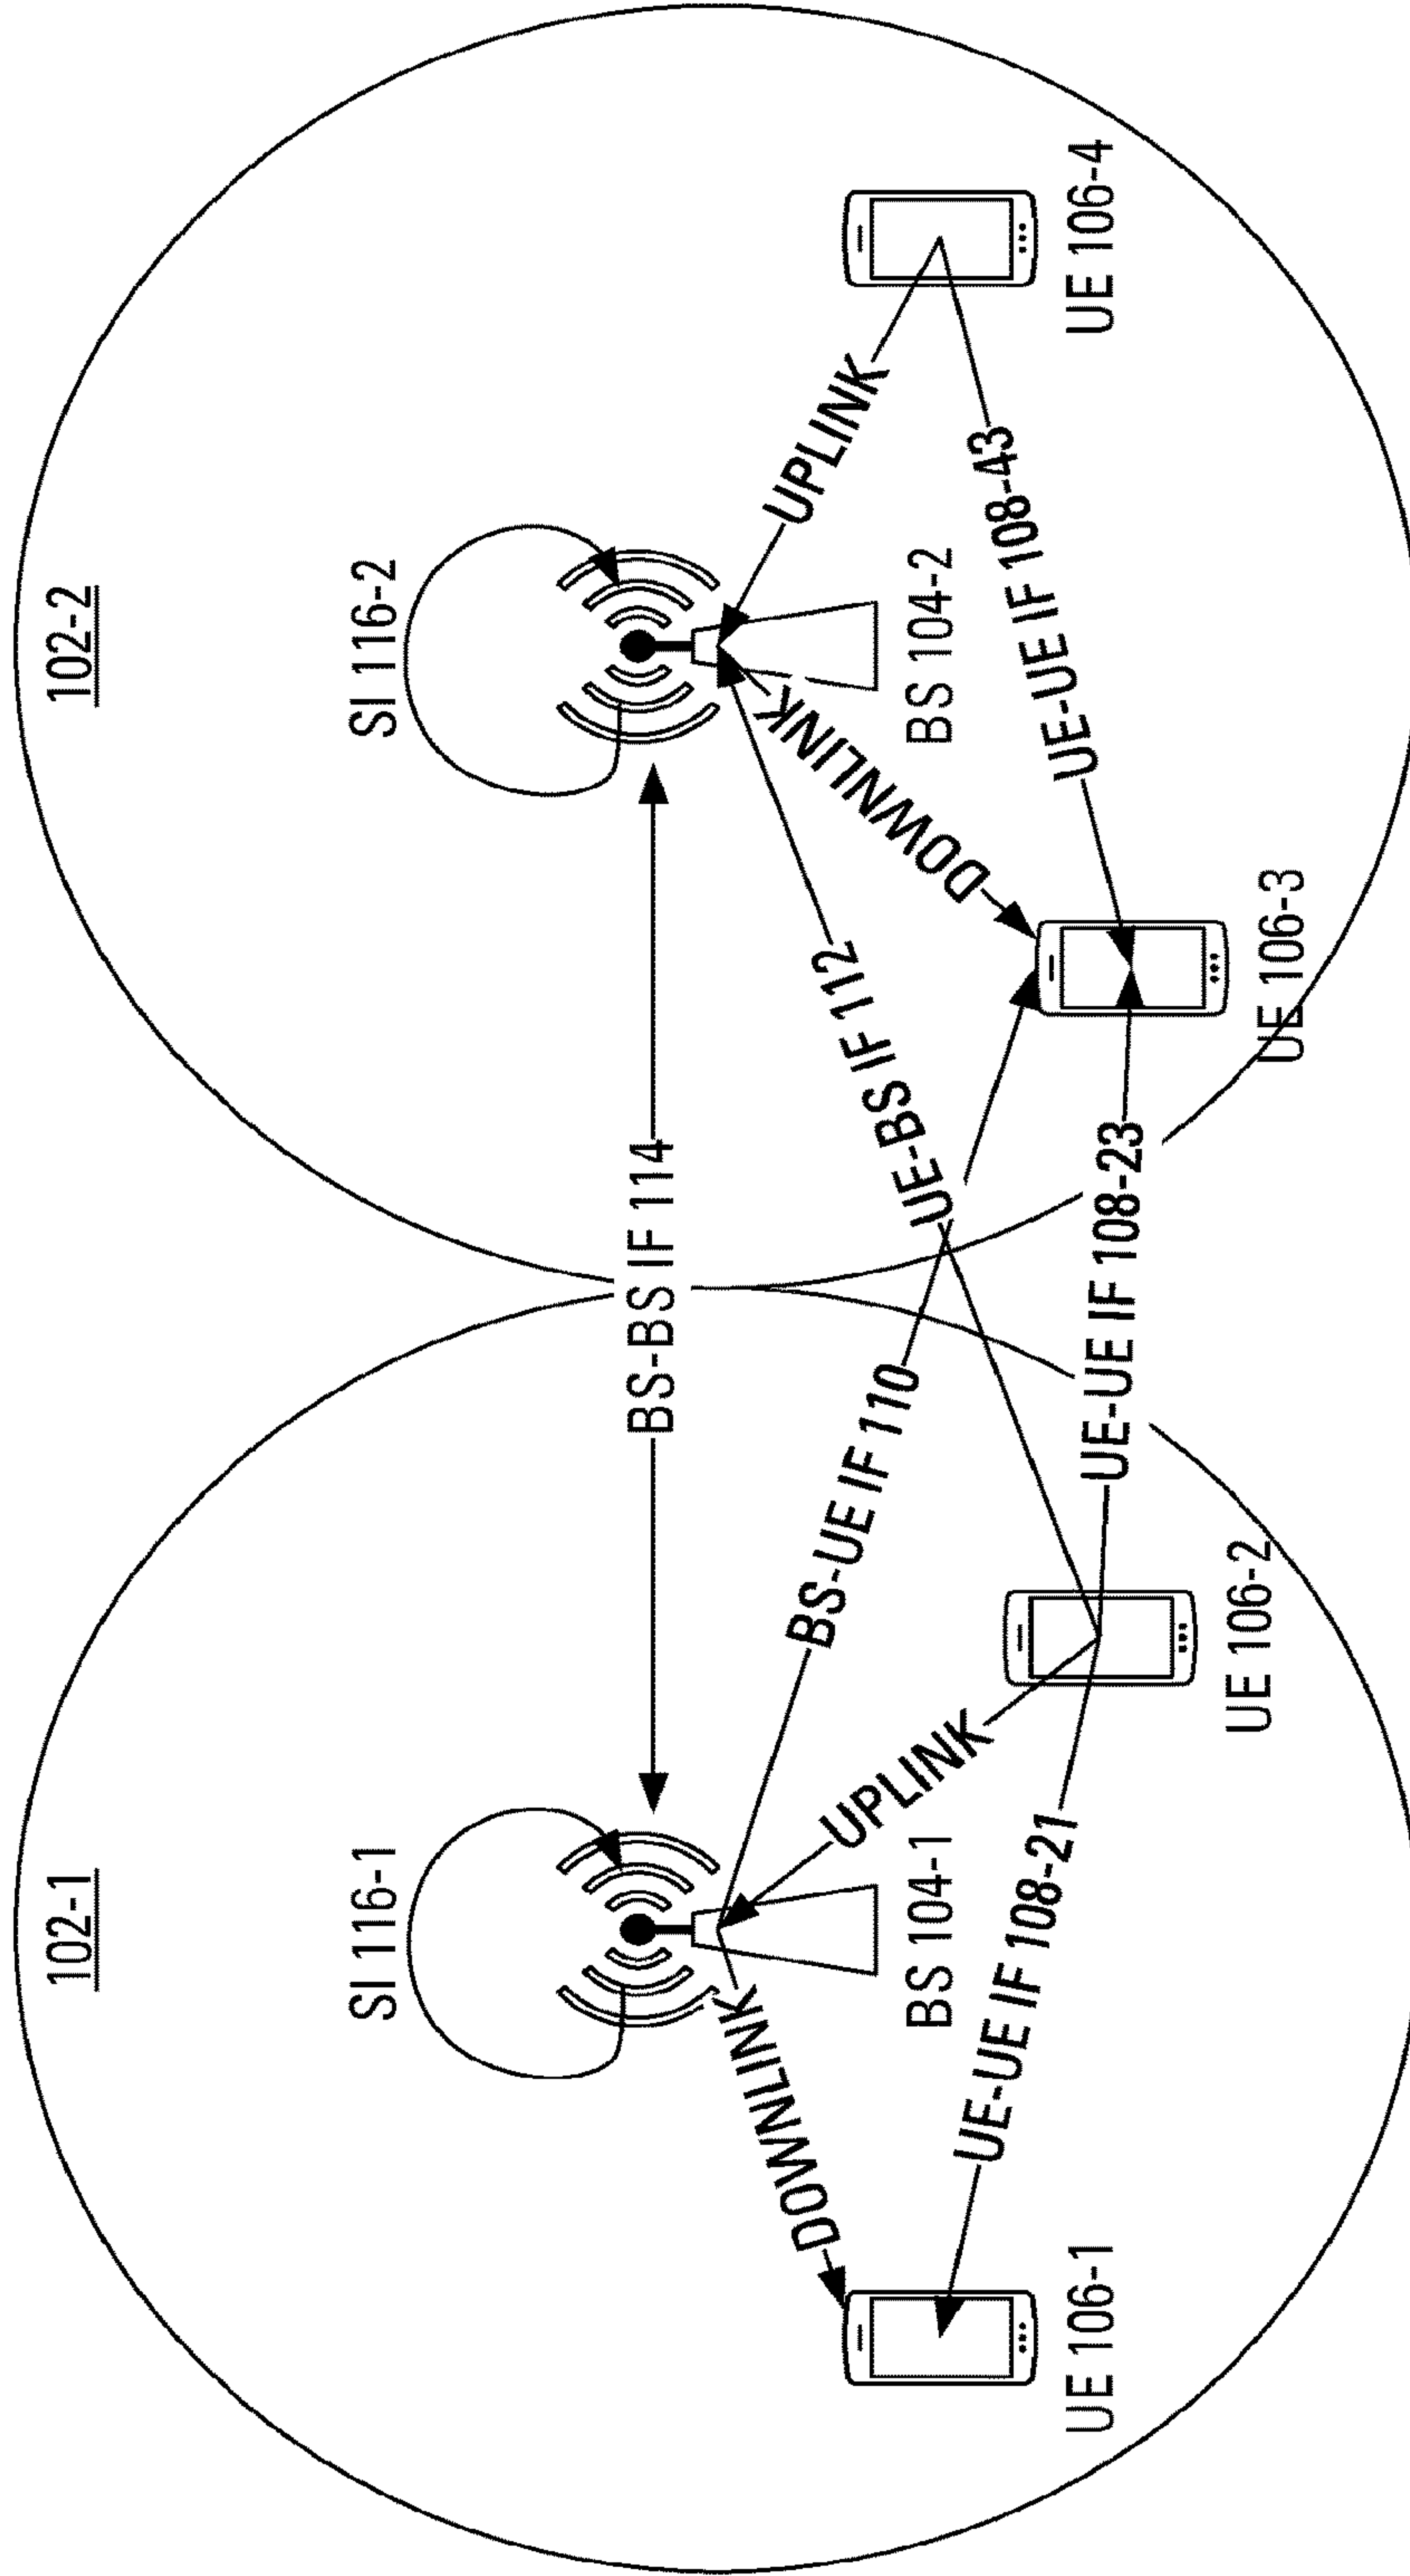 102-1
102-2
SI 116-1
SI 116-2
BS-BS IF 114
DOWNLINK
UPLINK
BS-UE IF 110
UE-BS IF 112
DOWNLINK
UPLINK
BS 104-1
BS 104-2
UE-UE IF 108-21
UE-UE IF 108-23
UE-UE IF 108-43
UE 106-1
UE 106-2
UE 106-3
UE 106-4